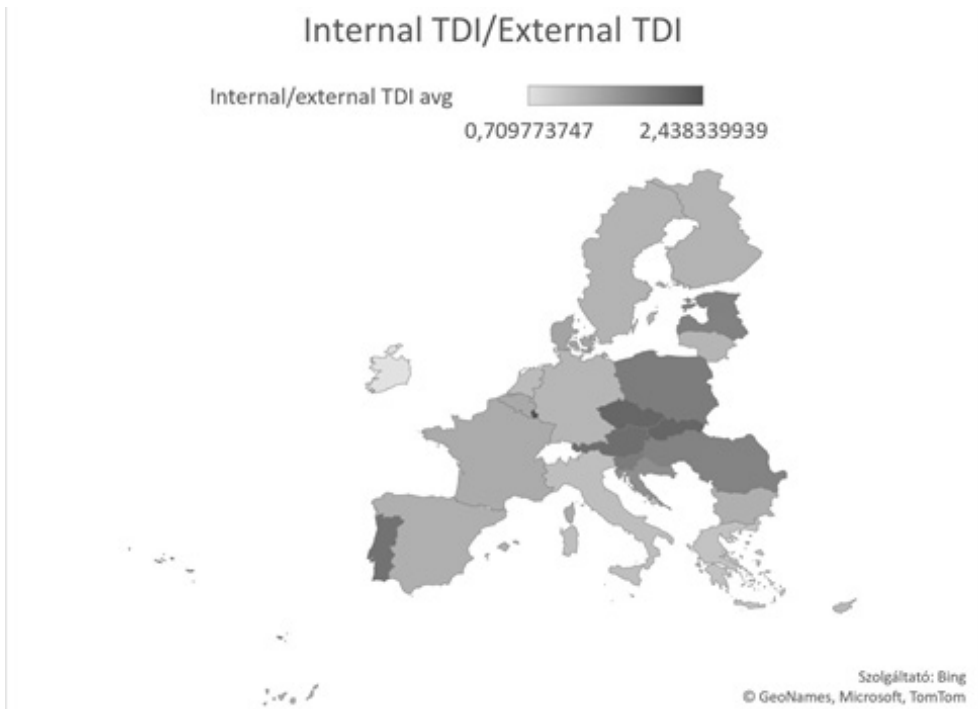 Internal TDI/External TDI
Internal/external TDI avg
0,709773747 2,438339939
Szolgáltató: Bing
© GeoNames, Microsoft, TomTom